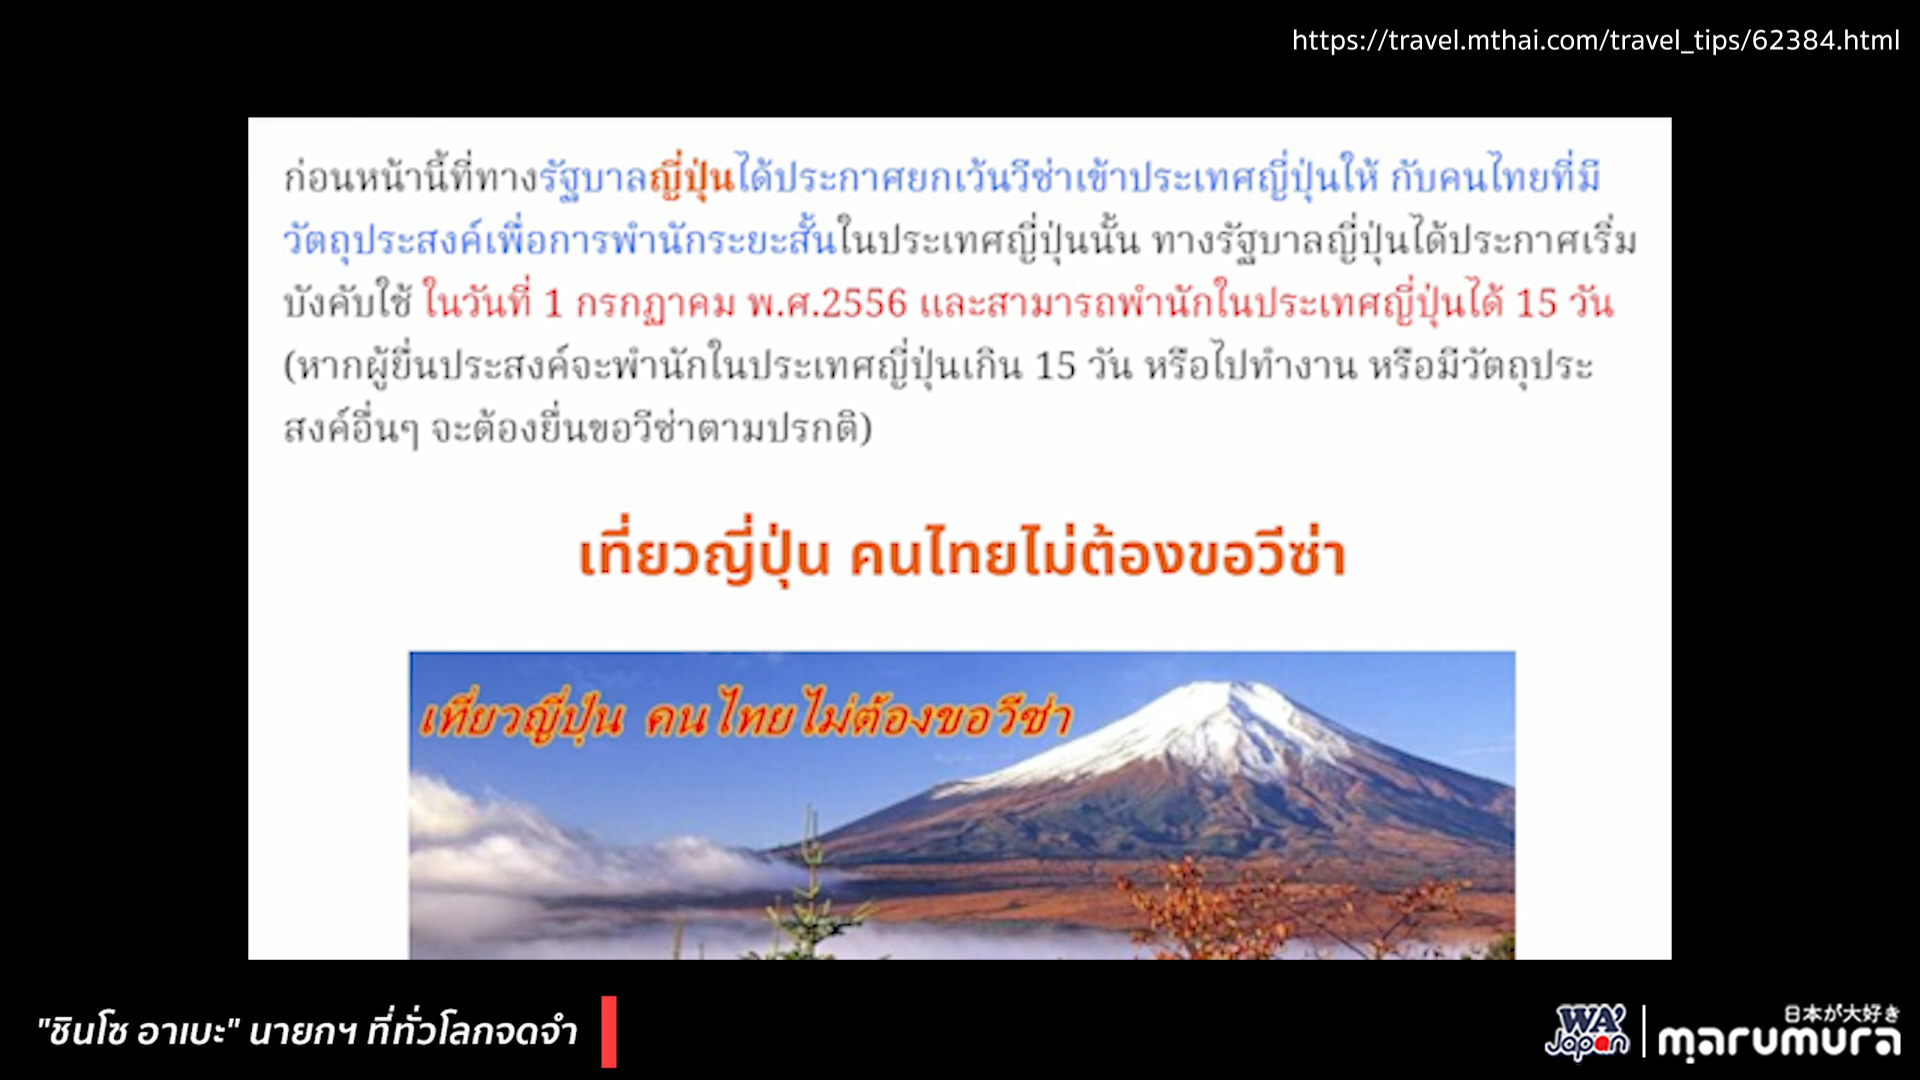 https://travel.mthai.com/travel_tips/62384.html
ก่อนหน้านี้ที่ทางรัฐบาลญี่ปุ่นได้ประกาศยกเว้นวีซ่าเข้าประเทศญี่ปุ่นให้ กับคนไทยที่มี
วัตถุประสงค์เพื่อการพำนักระยะสั้นในประเทศญี่ปุ่นนั้น ทางรัฐบาลญี่ปุ่นได้ประกาศเริ่ม
บังคับใช้ ในวันที่ 1 กรกฏาคม พ.ศ.2556 และสามารถพำนักในประเทศญี่ปุ่นได้ 15 วัน
(หากผู้ยื่นประสงค์จะพำนักในประเทศญี่ปุ่นเกิน 15 วัน หรือไปทำงาน หรือมีวัตถุประ
สงค์อื่นๆ จะต้องยื่นขอวีซ่าตามปรกติ)
เที่ยวญี่ปุ่น คนไทยไม่ต้องขอวีซ่า
เที่ยวญี่ปุ่น คนไทยไม่ต้องขอวีซ่า
"ชินโซ อาเบะ" นายกฯ ที่ทั่วโลกจดจำ
WA' Japan
日本が大好き
marumura